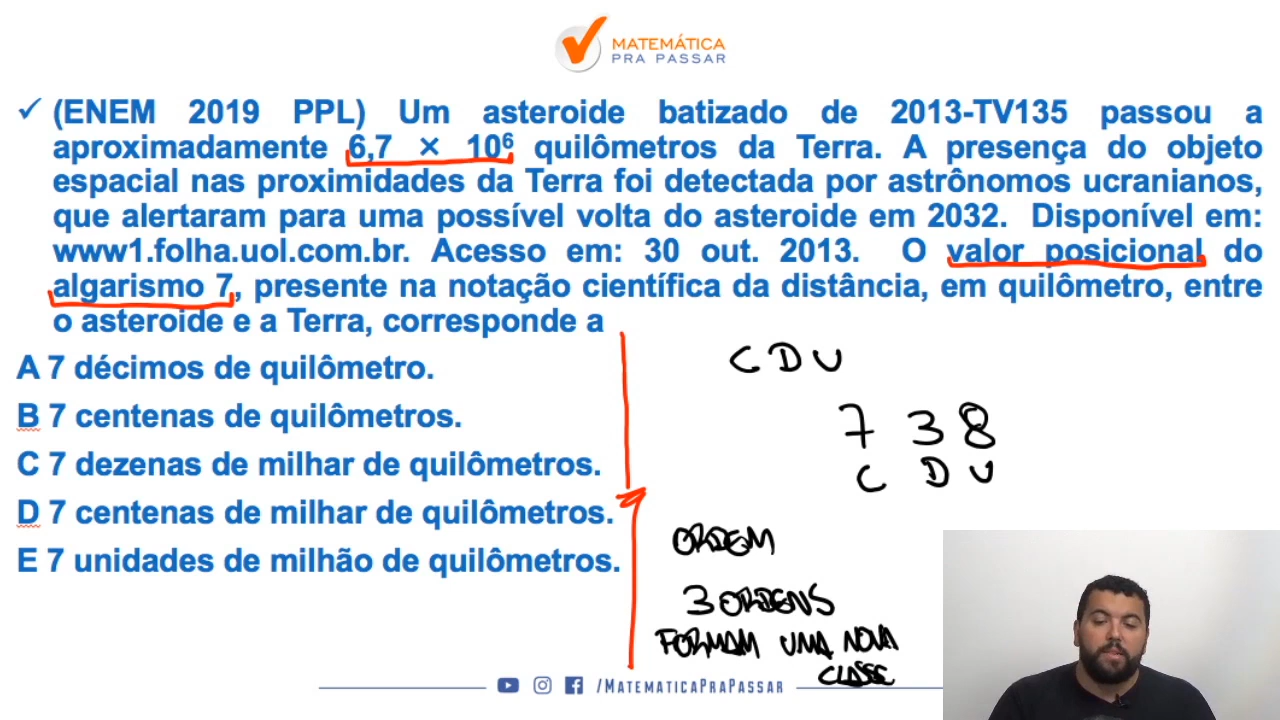 MATEMÁTICA
PRA PASSAR
✓ (ENEM 2019 PPL) Um asteroide batizado de 2013-TV135 passou a
aproximadamente 6,7 × 10⁶ quilômetros da Terra. A presença do objeto
espacial nas proximidades da Terra foi detectada por astrônomos ucranianos,
que alertaram para uma possível volta do asteroide em 2032. Disponível em:
www1.folha.uol.com.br. Acesso em: 30 out. 2013. O valor posicional do
algarismo 7, presente na notação científica da distância, em quilômetro, entre
o asteroide e a Terra, corresponde a
A 7 décimos de quilômetro.
B 7 centenas de quilômetros.
C 7 dezenas de milhar de quilômetros.
D 7 centenas de milhar de quilômetros.
E 7 unidades de milhão de quilômetros.
C D U
7 3 8
C D U
ORDEM
3 ORDENS
FORMAM UMA NOVA
CLASSE
/MatematicaPraPassar